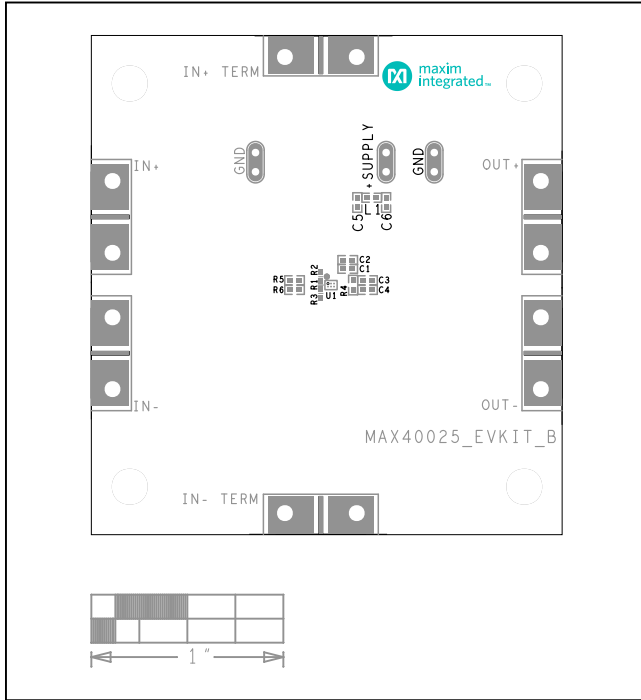 IN+ TERM
maxim
integrated™
GND
+SUPPLY
GND
IN+
OUT+
C5
L1
C6
C2
C1
R2
R5
R1
C3
R6
R4
C4
U1
R3
IN-
OUT-
MAX40025_EVKIT_B
IN- TERM
1"